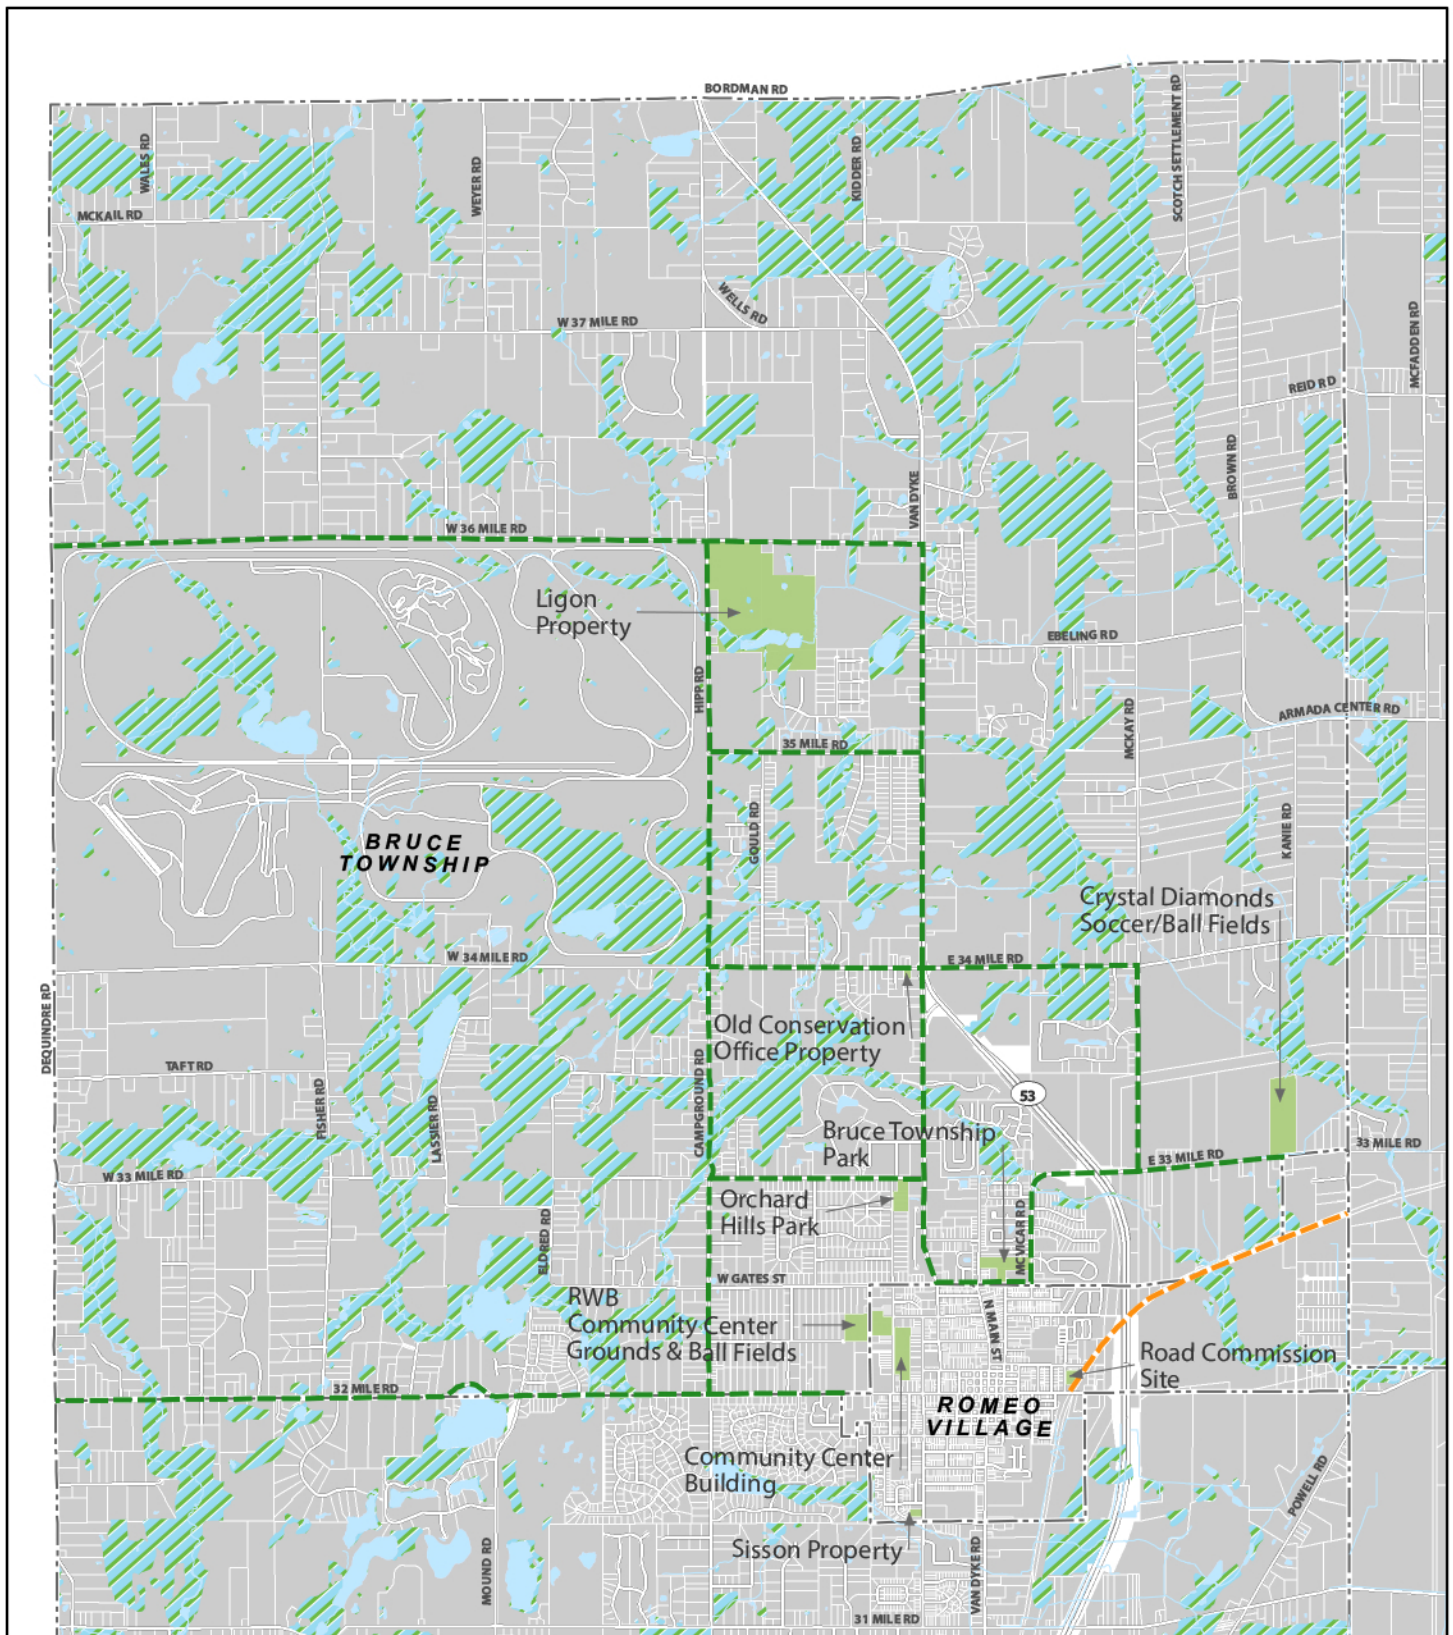 BORDMAN RD
WALES RD
WEYER RD
KIDDER RD
SCOTCH SETTLEMENT RD
MCKAIL RD
WELLS RD
W 37 MILE RD
MCFADDEN RD
REID RD
BROWN RD
VAN DYKE
W 36 MILE RD
Ligon
Property
EBELING RD
HIPP RD
MCKAY RD
ARMADA CENTER RD
35 MILE RD
GOULD RD
KANIE RD
BRUCE
TOWNSHIP
Crystal Diamonds
Soccer/Ball Fields
W 34 MILE RD
E 34 MILE RD
DEQUINDRE RD
Old Conservation
Office Property
TAFT RD
FISHER RD
LASSIER RD
CAMPGROUND RD
53
Bruce Township
Park
33 MILE RD
E 33 MILE RD
W 33 MILE RD
Orchard
Hills Park
ELDRED RD
MCVICAR RD
W GATES ST
RWB
Community Center
Grounds & Ball Fields
N MAIN ST
Road Commission
Site
32 MILE RD
ROMEO
VILLAGE
Community Center
Building
POWELL RD
Sisson Property
MOUND RD
VAN DYKE RD
31 MILE RD